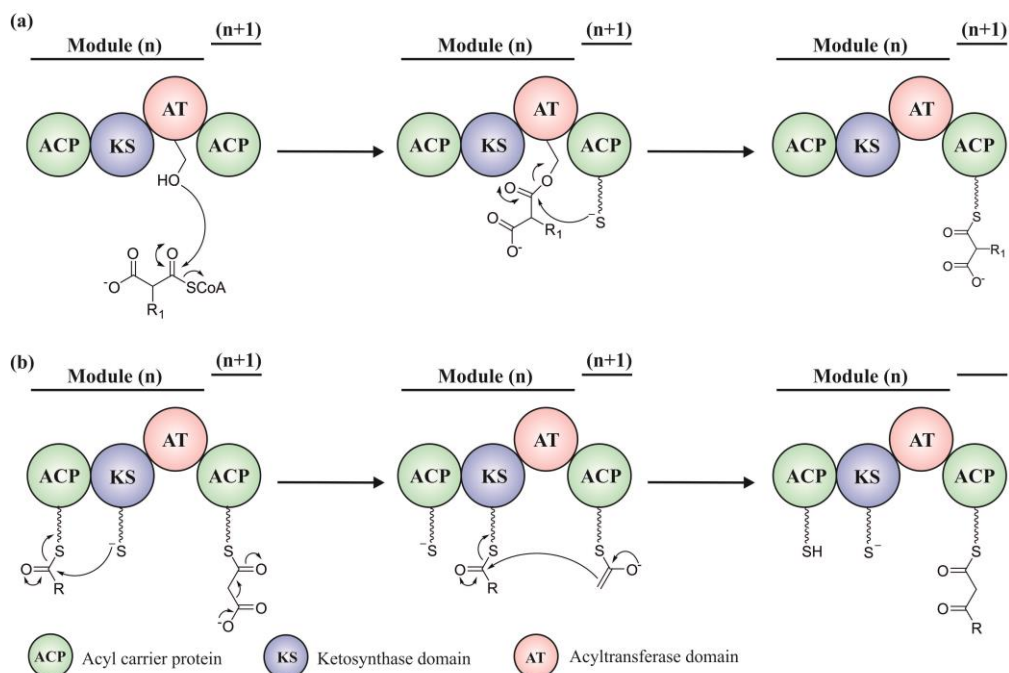 (a)
Module (n)
(n+1)
Module (n)
(n+1)
Module (n)
(n+1)
ACP KS AT ACP
ACP KS AT ACP
ACP KS AT ACP
HO
O O
⁻O SCoA
R₁
O O
O R₁
O⁻
⁻S
S
O R₁
O O⁻
(b)
Module (n)
(n+1)
Module (n)
(n+1)
Module (n)
ACP KS AT ACP
ACP KS AT ACP
ACP KS AT ACP
S ⁻S S
O R O
O
⁻O
⁻S S S
O R O⁻
SH S⁻ S
O
O
R
ACP Acyl carrier protein
KS Ketosynthase domain
AT Acyltransferase domain